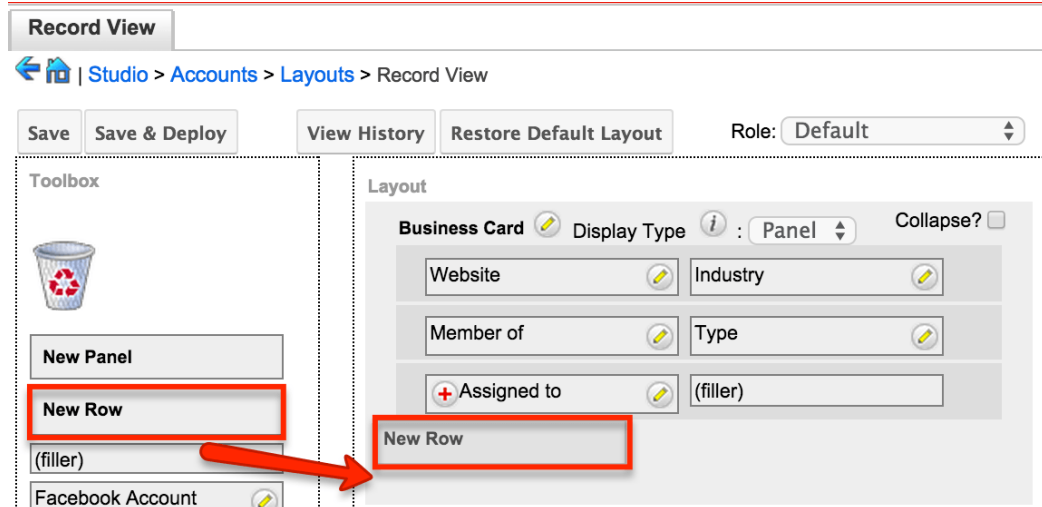 Record View
| Studio > Accounts > Layouts > Record View
Save Save & Deploy View History Restore Default Layout Role: Default
Toolbox
New Panel
New Row
(filler)
Facebook Account
Layout
Business Card Display Type i : Panel Collapse?
Website Industry
Member of Type
Assigned to (filler)
New Row